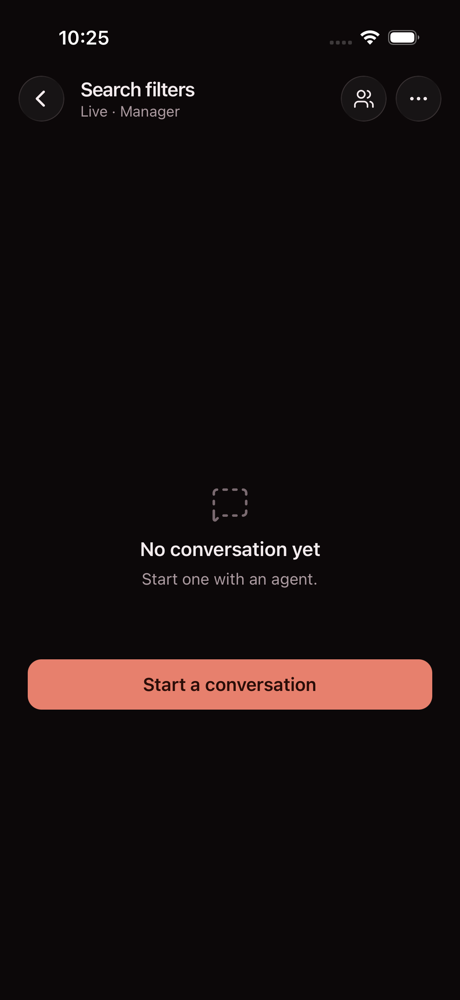 10:25
Search filters
Live · Manager
No conversation yet
Start one with an agent.
Start a conversation